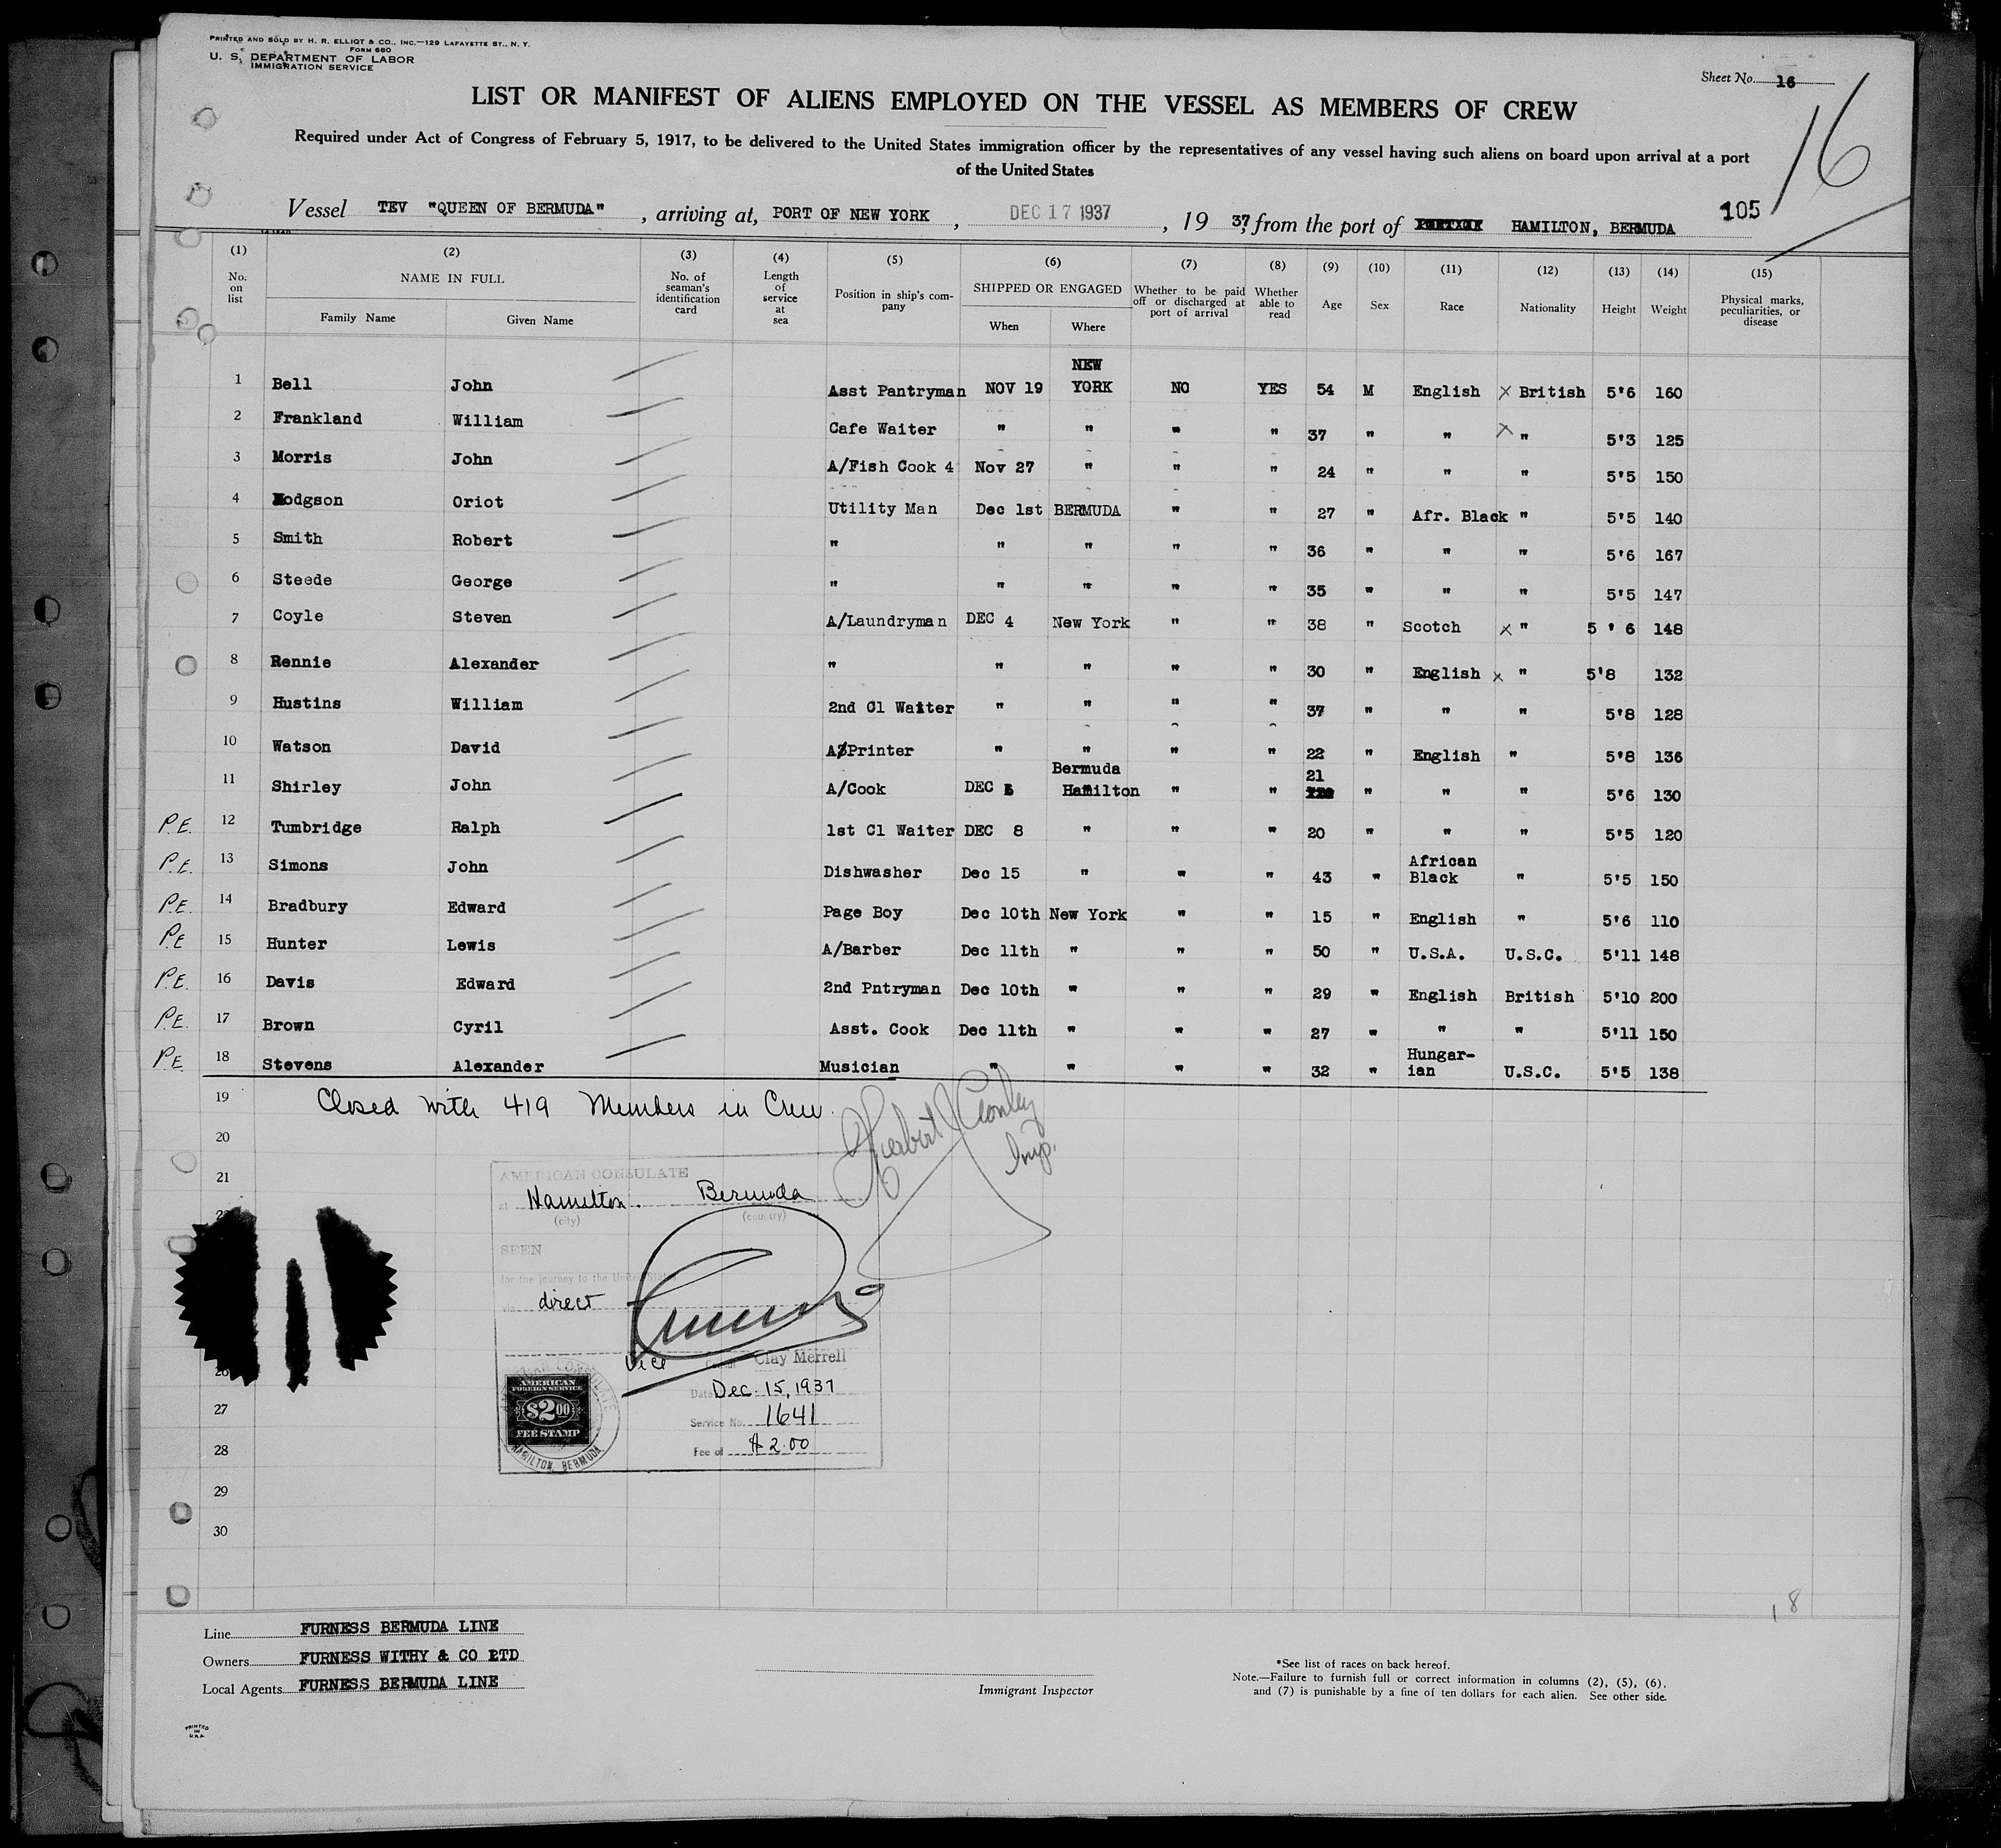 PRINTED AND SOLD BY H. R. ELLIOT & CO., INC.—129 LAFAYETTE ST., N. Y.
FORM 680
U. S. DEPARTMENT OF LABOR
IMMIGRATION SERVICE
Sheet No. 16
16
LIST OR MANIFEST OF ALIENS EMPLOYED ON THE VESSEL AS MEMBERS OF CREW
Required under Act of Congress of February 5, 1917, to be delivered to the United States immigration officer by the representatives of any vessel having such aliens on board upon arrival at a port
of the United States
Vessel TEV "QUEEN OF BERMUDA" , arriving at, PORT OF NEW YORK , DEC 17 1937 , 19 37, from the port of HAMILTON, BERMUDA 105
(1) (2) (3) (4) (5) (6) (7) (8) (9) (10) (11) (12) (13) (14) (15)
No. on list NAME IN FULL Family Name Given Name No. of seaman's identification card Length of service at sea Position in ship's company SHIPPED OR ENGAGED When Where Whether to be paid off or discharged at port of arrival Whether able to read Age Sex Race Nationality Height Weight Physical marks, peculiarities, or disease
1 Bell John Asst Pantryman NOV 19 NEW YORK NO YES 54 M English x British 5'6 160
2 Frankland William Cafe Waiter " " " " 37 " " x " 5'3 125
3 Morris John A/Fish Cook 4 Nov 27 " " " 24 " " " 5'5 150
4 Hodgson Oriot Utility Man Dec 1st BERMUDA " " 27 " Afr. Black " 5'5 140
5 Smith Robert " " " " " 36 " " " 5'6 167
6 Steede George " " " " " 35 " " " 5'5 147
7 Coyle Steven A/Laundryman DEC 4 New York " " 38 " Scotch x " 5 ' 6 148
8 Rennie Alexander " " " " " 30 " English x " 5'8 132
9 Hustins William 2nd Cl Waiter " " " " 37 " " " 5'8 128
10 Watson David A/Printer " " " " 22 " English " 5'8 136
11 Shirley John A/Cook DEC Bermuda Hamilton " " 21 " " " 5'6 130
P.E. 12 Tumbridge Ralph 1st Cl Waiter DEC 8 " " " 20 " " " 5'5 120
P.E. 13 Simons John Dishwasher Dec 15 " " " 43 " African Black " 5'5 150
P.E. 14 Bradbury Edward Page Boy Dec 10th New York " " 15 " English " 5'6 110
P.E 15 Hunter Lewis A/Barber Dec 11th " " " 50 " U.S.A. U.S.C. 5'11 148
P.E. 16 Davis Edward 2nd Pntryman Dec 10th " " " 29 " English British 5'10 200
P.E. 17 Brown Cyril Asst. Cook Dec 11th " " " 27 " " " 5'11 150
P.E. 18 Stevens Alexander Musician " " " " 32 " Hungar-ian U.S.C. 5'5 138
19 Closed with 419 Members in Crew.
Herbert J Conley
Insp.
20
21
AMERICAN CONSULATE
at Hamilton. Bermuda
(city) (country)
SEEN
for the journey to the United States
via direct
Vice Consul Clay Merrell
Date Dec. 15, 1937
Service No. 1641
Fee of $2.00
AMERICAN
FOREIGN SERVICE
$2.00
FEE STAMP
HAMILTON, BERMUDA
27
28
29
30
18
Line FURNESS BERMUDA LINE
Owners FURNESS WITHY & CO LTD
Local Agents FURNESS BERMUDA LINE
Immigrant Inspector
*See list of races on back hereof.
Note.—Failure to furnish full or correct information in columns (2), (5), (6),
and (7) is punishable by a fine of ten dollars for each alien. See other side.
PRINTED
IN
U.S.A.